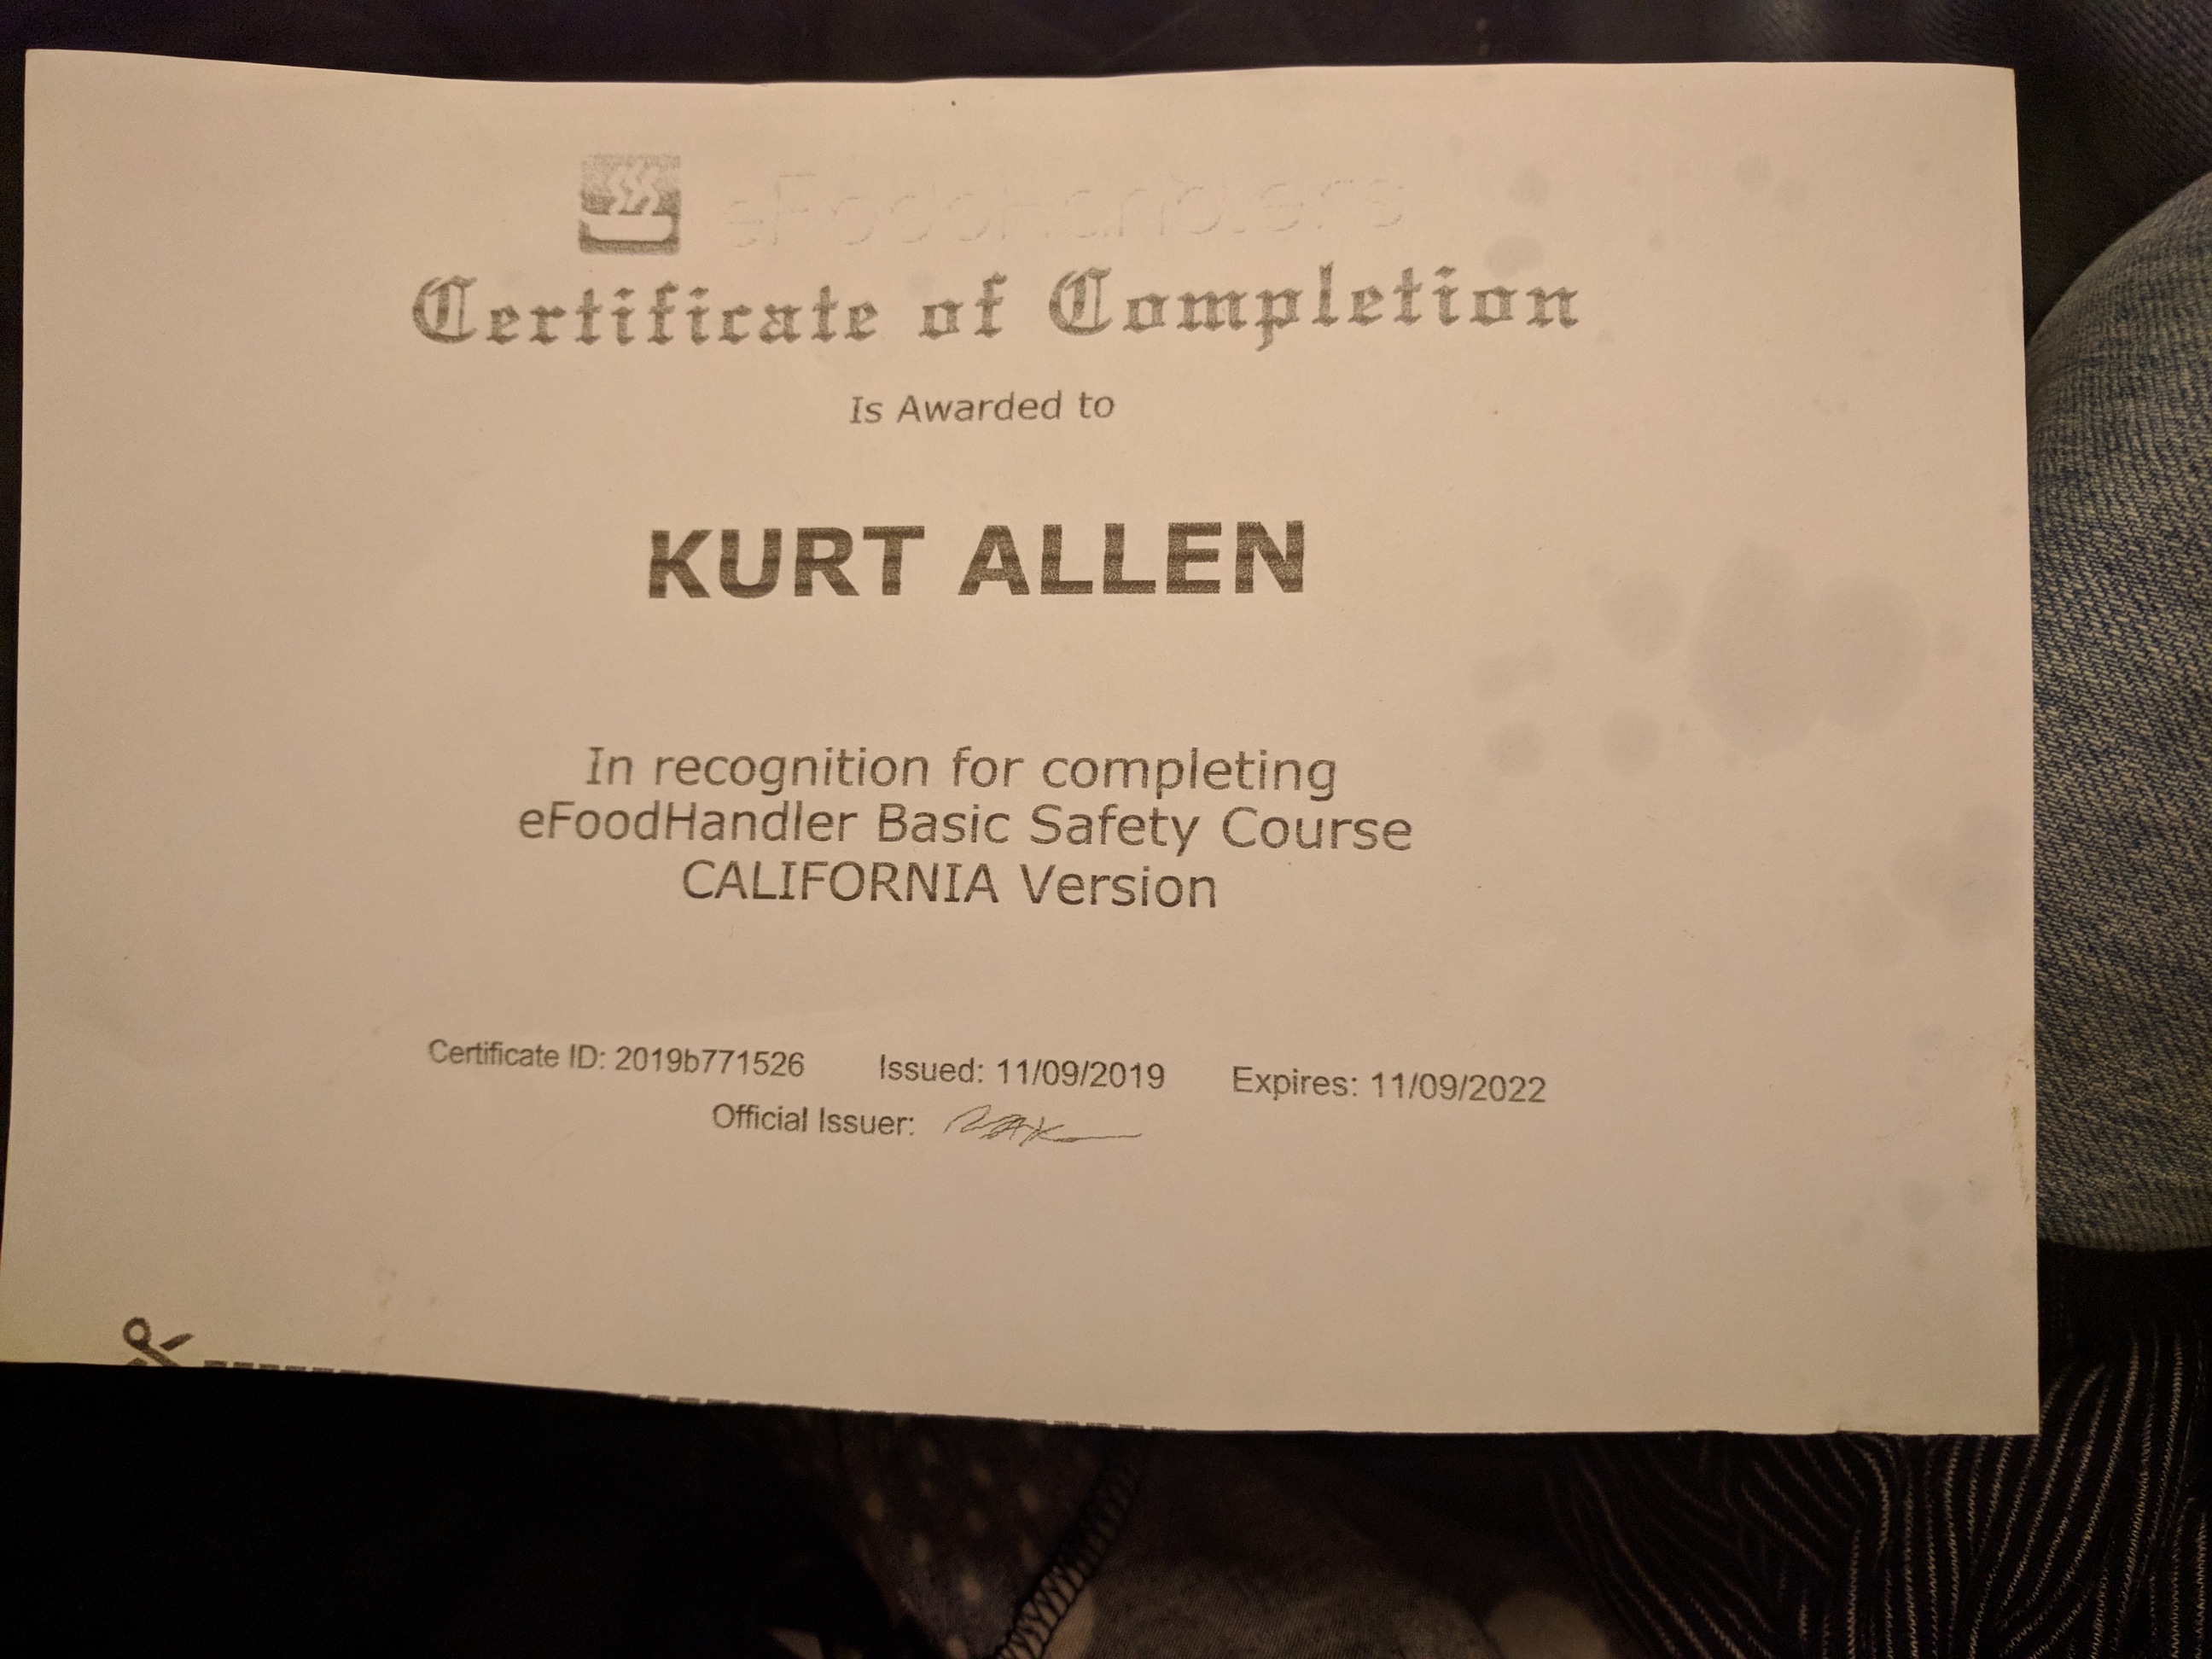 eFoodHandlers
Certificate of Completion
Is Awarded to
KURT ALLEN
In recognition for completing
eFoodHandler Basic Safety Course
CALIFORNIA Version
Certificate ID: 2019b771526 Issued: 11/09/2019 Expires: 11/09/2022
Official Issuer: